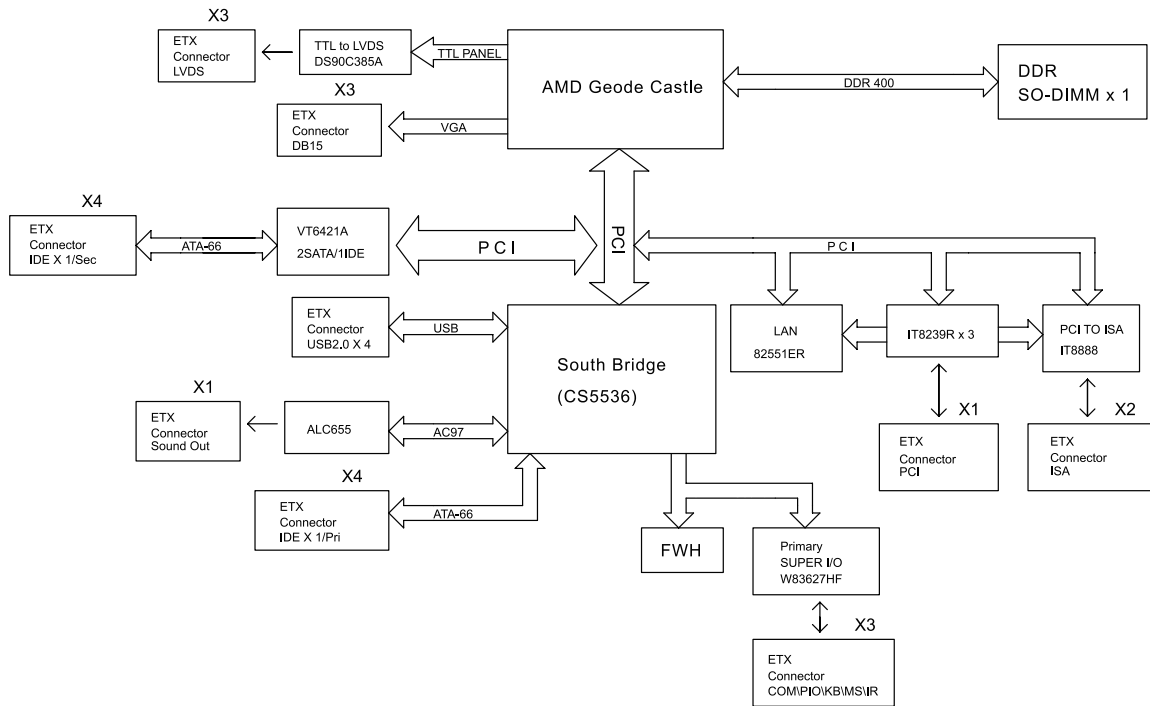 X3
ETX
Connector
LVDS
TTL to LVDS
DS90C385A
TTL PANEL
AMD Geode Castle
DDR 400
DDR
SO-DIMM x 1
X3
ETX
Connector
DB15
VGA
X4
ETX
Connector
IDE X 1/Sec
ATA-66
VT6421A
2SATA/1IDE
PCI
PCI
PCI
ETX
Connector
USB2.0 X 4
USB
South Bridge
(CS5536)
LAN
82551ER
IT8239R x 3
PCI TO ISA
IT8888
X1
ETX
Connector
Sound Out
ALC655
AC97
X1
ETX
Connector
PCI
X2
ETX
Connector
ISA
X4
ETX
Connector
IDE X 1/Pri
ATA-66
FWH
Primary
SUPER I/O
W83627HF
X3
ETX
Connector
COM\PIO\KB\MS\IR